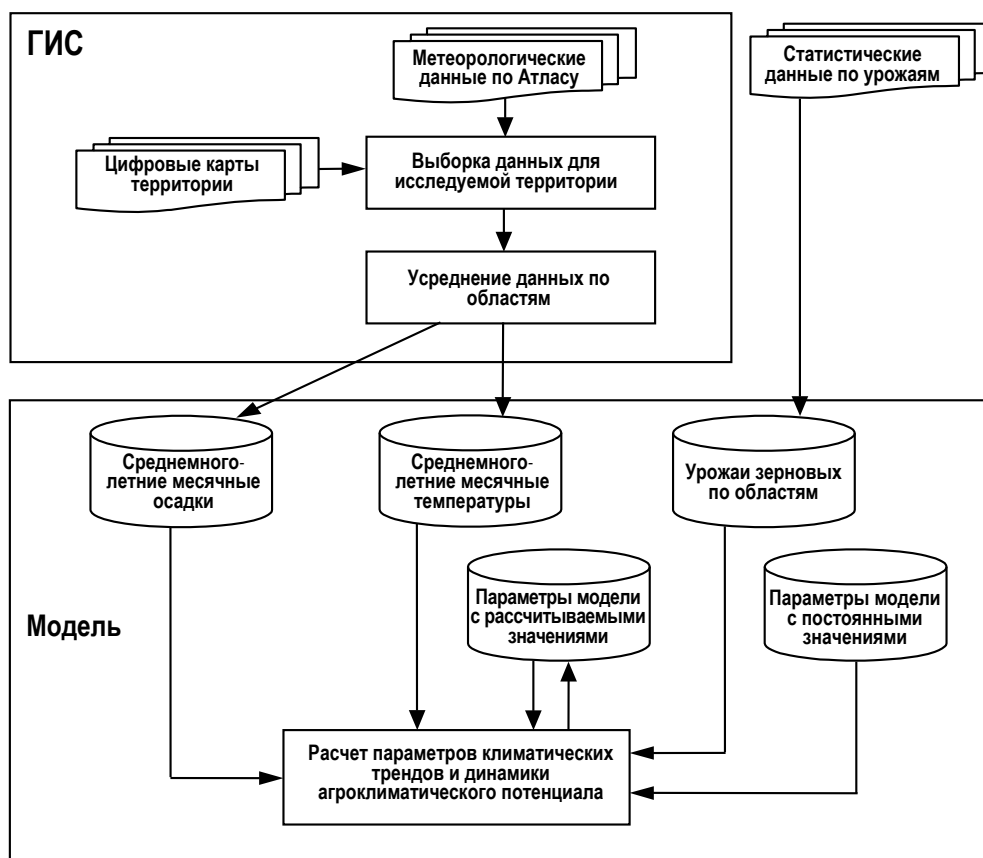 ГИС
Метеорологические
данные по Атласу
Статистические
данные по урожаям
Цифровые карты
территории
Выборка данных для
исследуемой территории
Усреднение данных по
областям
Среднемного-
летние месячные
осадки
Среднемного-
летние месячные
температуры
Урожаи зерновых
по областям
Модель
Параметры модели
с рассчитываемыми
значениями
Параметры модели
с постоянными
значениями
Расчет параметров климатических
трендов и динамики
агроклиматического потенциала